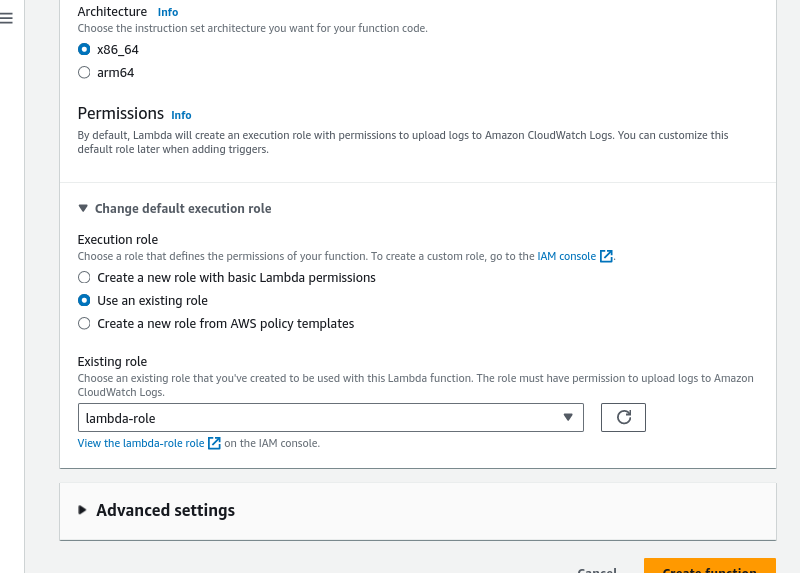 Architecture Info
Choose the instruction set architecture you want for your function code.
x86_64
arm64
Permissions Info
By default, Lambda will create an execution role with permissions to upload logs to Amazon CloudWatch Logs. You can customize this
default role later when adding triggers.
Change default execution role
Execution role
Choose a role that defines the permissions of your function. To create a custom role, go to the IAM console.
Create a new role with basic Lambda permissions
Use an existing role
Create a new role from AWS policy templates
Existing role
Choose an existing role that you've created to be used with this Lambda function. The role must have permission to upload logs to Amazon
CloudWatch Logs.
lambda-role
View the lambda-role role on the IAM console.
Advanced settings
Cancel Create function